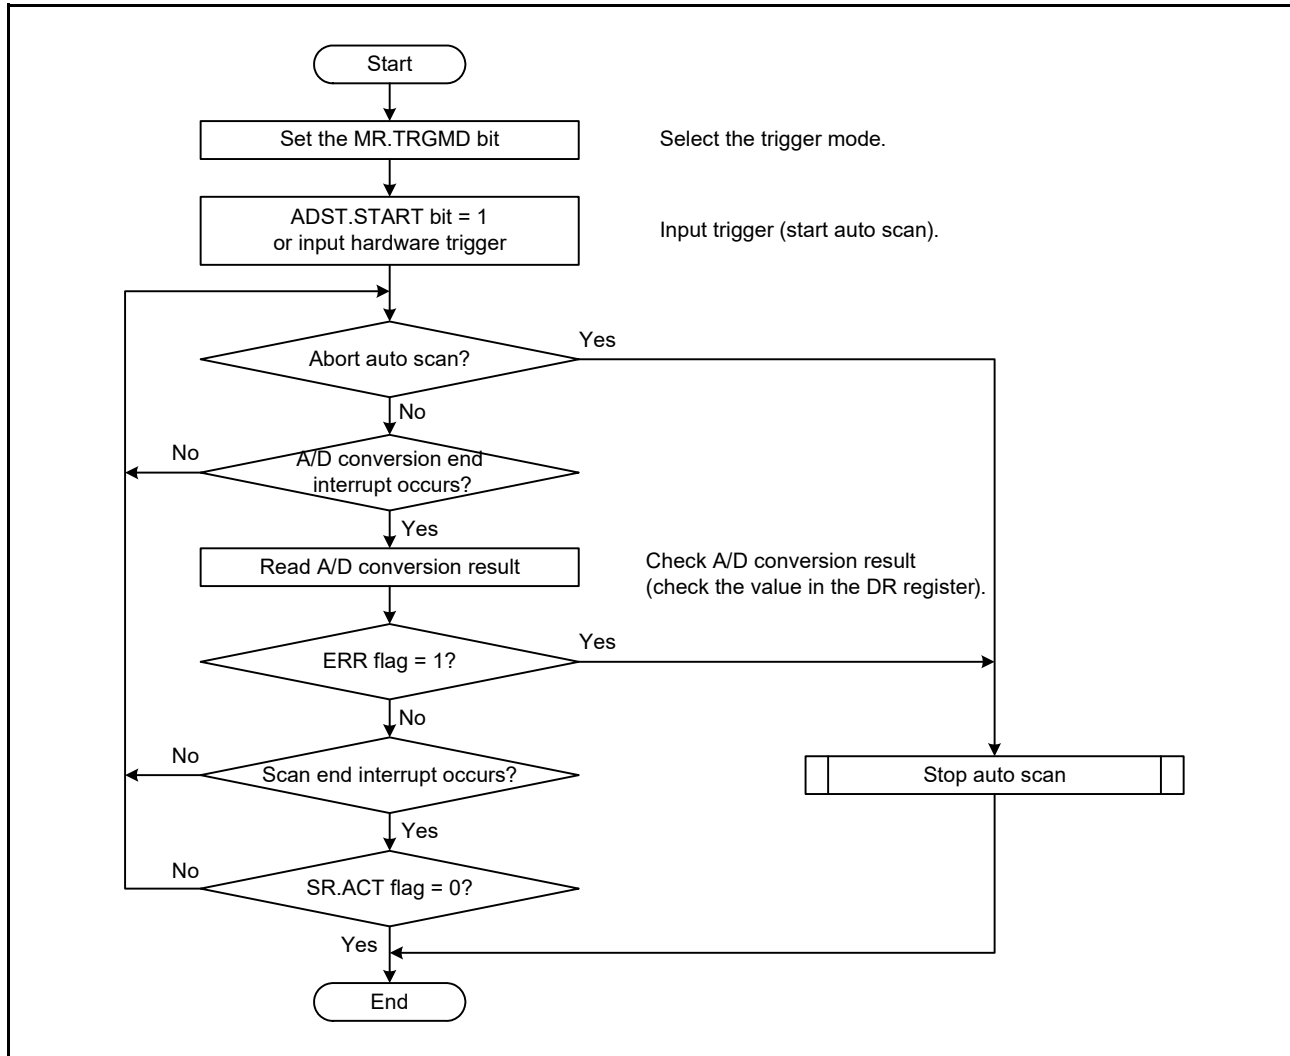 Start
Set the MR.TRGMD bit
Select the trigger mode.
ADST.START bit = 1
or input hardware trigger
Input trigger (start auto scan).
Yes
Abort auto scan?
No
No
A/D conversion end
interrupt occurs?
Yes
Read A/D conversion result
Check A/D conversion result
(check the value in the DR register).
Yes
ERR flag = 1?
No
No
Scan end interrupt occurs?
Stop auto scan
Yes
No
SR.ACT flag = 0?
Yes
End